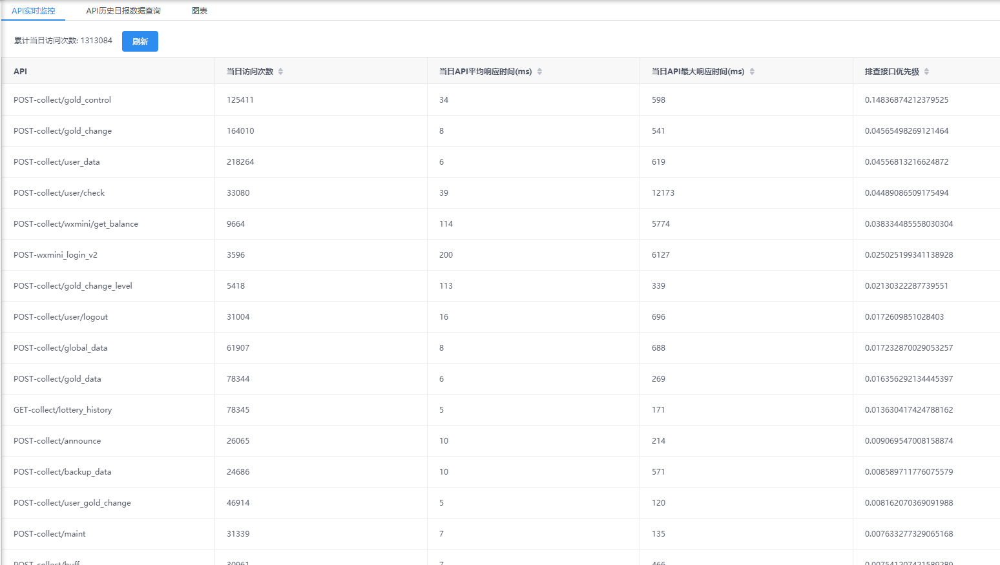 API实时监控 API历史日报数据查询 图表
累计当日访问次数: 1313084 刷新
API 当日访问次数 当日API平均响应时间(ms) 当日API最大响应时间(ms) 排查接口优先级
POST-collect/gold_control 125411 34 598 0.14836874212379525
POST-collect/gold_change 164010 8 541 0.04565498269121464
POST-collect/user_data 218264 6 619 0.04556813216624872
POST-collect/user/check 33080 39 12173 0.04489086509175494
POST-collect/wxmini/get_balance 9664 114 5774 0.038334485558030304
POST-wxmini_login_v2 3596 200 6127 0.025025199341138928
POST-collect/gold_change_level 5418 113 339 0.02130322287739551
POST-collect/user/logout 31004 16 696 0.0172609851028403
POST-collect/global_data 61907 8 688 0.017232870029053257
POST-collect/gold_data 78344 6 269 0.016356292134445397
GET-collect/lottery_history 78345 5 171 0.013630417424788162
POST-collect/announce 26065 10 214 0.009069547008158874
POST-collect/backup_data 24686 10 571 0.008589711776075579
POST-collect/user_gold_change 46914 5 120 0.008162070369091988
POST-collect/maint 31339 7 135 0.007633277329065168
POST-collect/buff 30961 7 466 0.007541207421589289